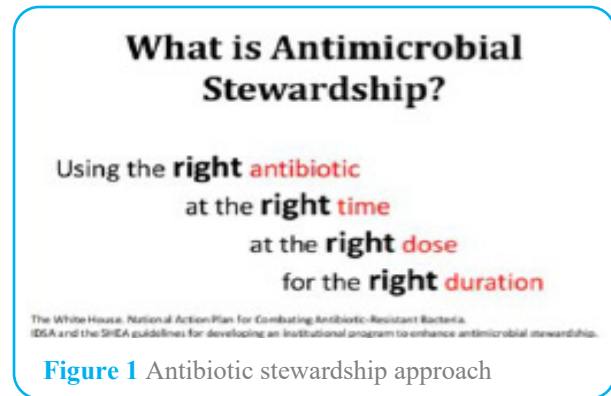 What is Antimicrobial
Stewardship?
Using the right antibiotic
at the right time
at the right dose
for the right duration
The White House. National Action Plan for Combating Antibiotic-Resistant Bacteria.
IDSA and the SHEA guidelines for developing an institutional program to enhance antimicrobial stewardship.
Figure 1 Antibiotic stewardship approach